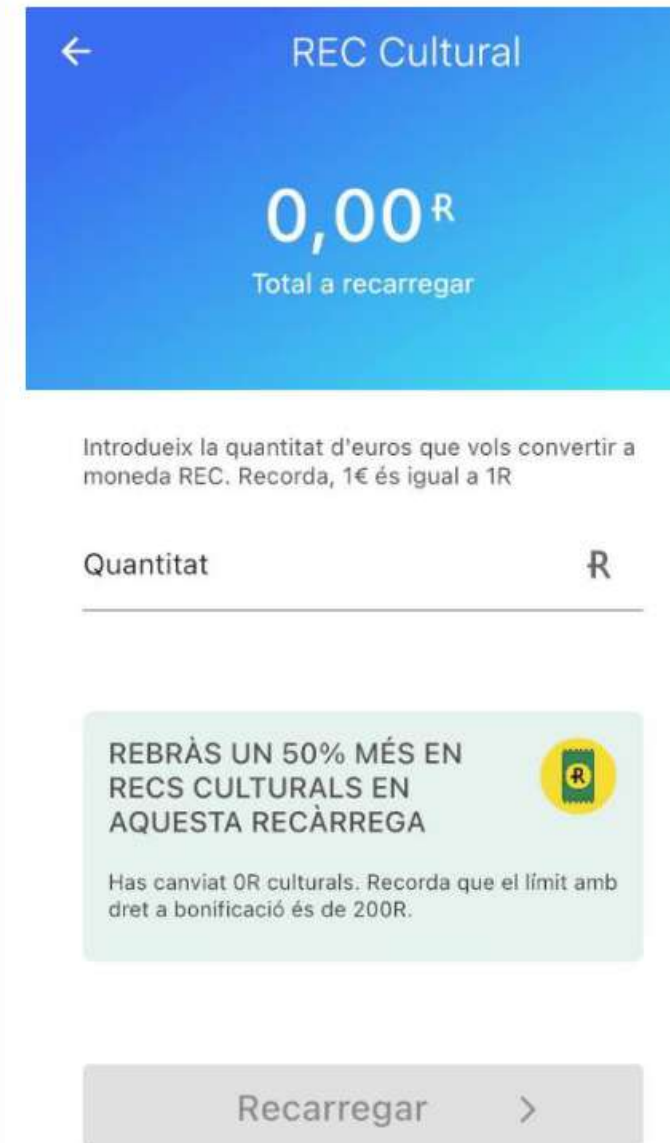 REC Cultural
0,00 R
Total a recarregar
Introdueix la quantitat d'euros que vols convertir a
moneda REC. Recorda, 1€ és igual a 1R
Quantitat R
REBRÀS UN 50% MÉS EN
RECS CULTURALS EN
AQUESTA RECÀRREGA
R
Has canviat 0R culturals. Recorda que el límit amb
dret a bonificació és de 200R.
Recarregar >